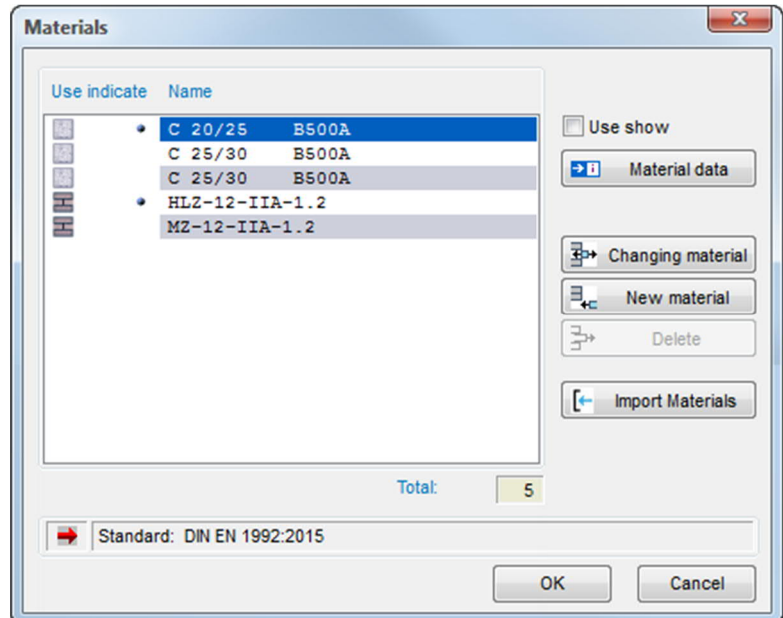 Materials
Use indicate Name
C 20/25 B500A
C 25/30 B500A
C 25/30 B500A
HLZ-12-IIA-1.2
MZ-12-IIA-1.2
Use show
Material data
Changing material
New material
Delete
Import Materials
Total: 5
Standard: DIN EN 1992:2015
OK Cancel